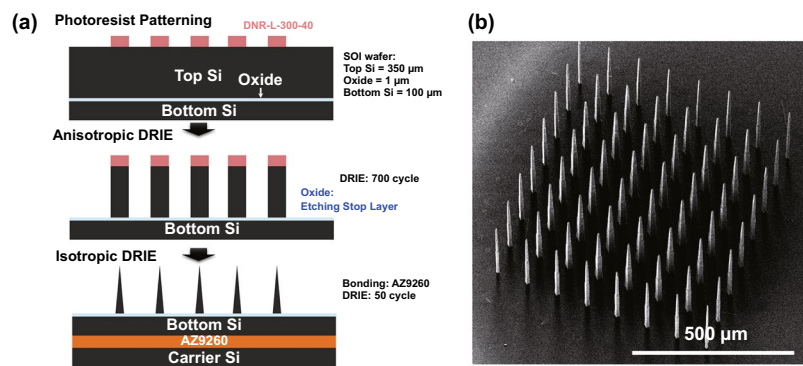 (a)
Photoresist Patterning
DNR-L-300-40
Top Si
Oxide
Bottom Si
SOI wafer:
Top Si = 350 µm
Oxide = 1 µm
Bottom Si = 100 µm
Anisotropic DRIE
DRIE: 700 cycle
Oxide:
Etching Stop Layer
Bottom Si
Isotropic DRIE
Bonding: AZ9260
DRIE: 50 cycle
Bottom Si
AZ9260
Carrier Si
(b)
500 µm